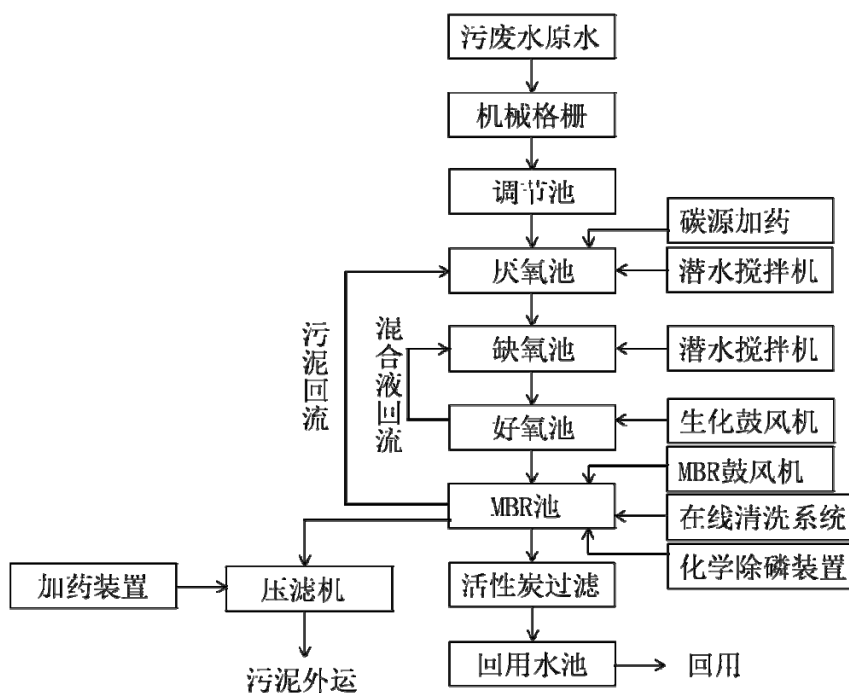 污废水原水
机械格栅
调节池
碳源加药
厌氧池
潜水搅拌机
污泥回流
混合液回流
缺氧池
潜水搅拌机
好氧池
生化鼓风机
MBR鼓风机
MBR池
在线清洗系统
化学除磷装置
加药装置
压滤机
活性炭过滤
污泥外运
回用水池
回用